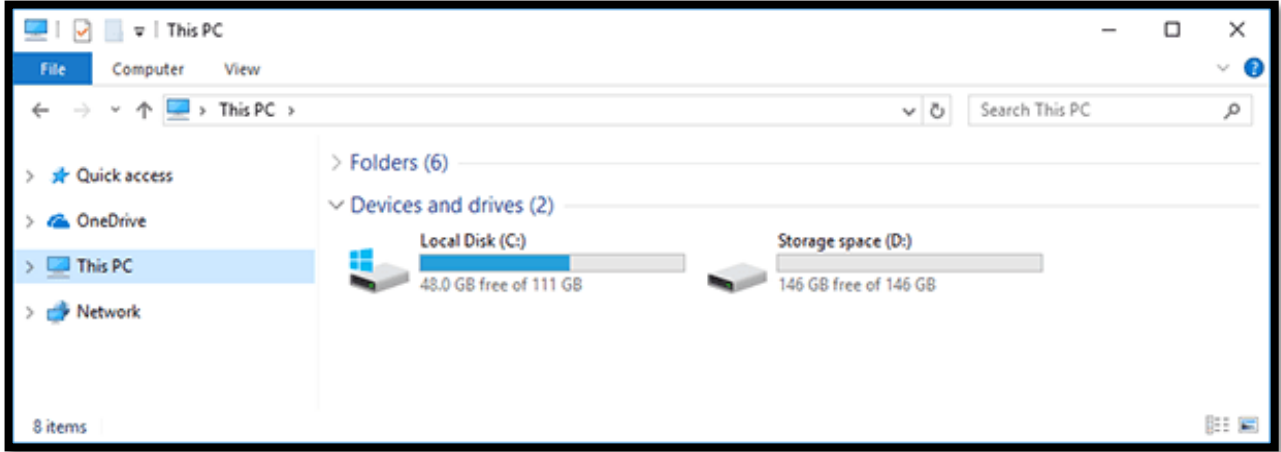 This PC
File Computer View
This PC
Search This PC
Quick access
OneDrive
This PC
Network
Folders (6)
Devices and drives (2)
Local Disk (C:)
48.0 GB free of 111 GB
Storage space (D:)
146 GB free of 146 GB
8 items